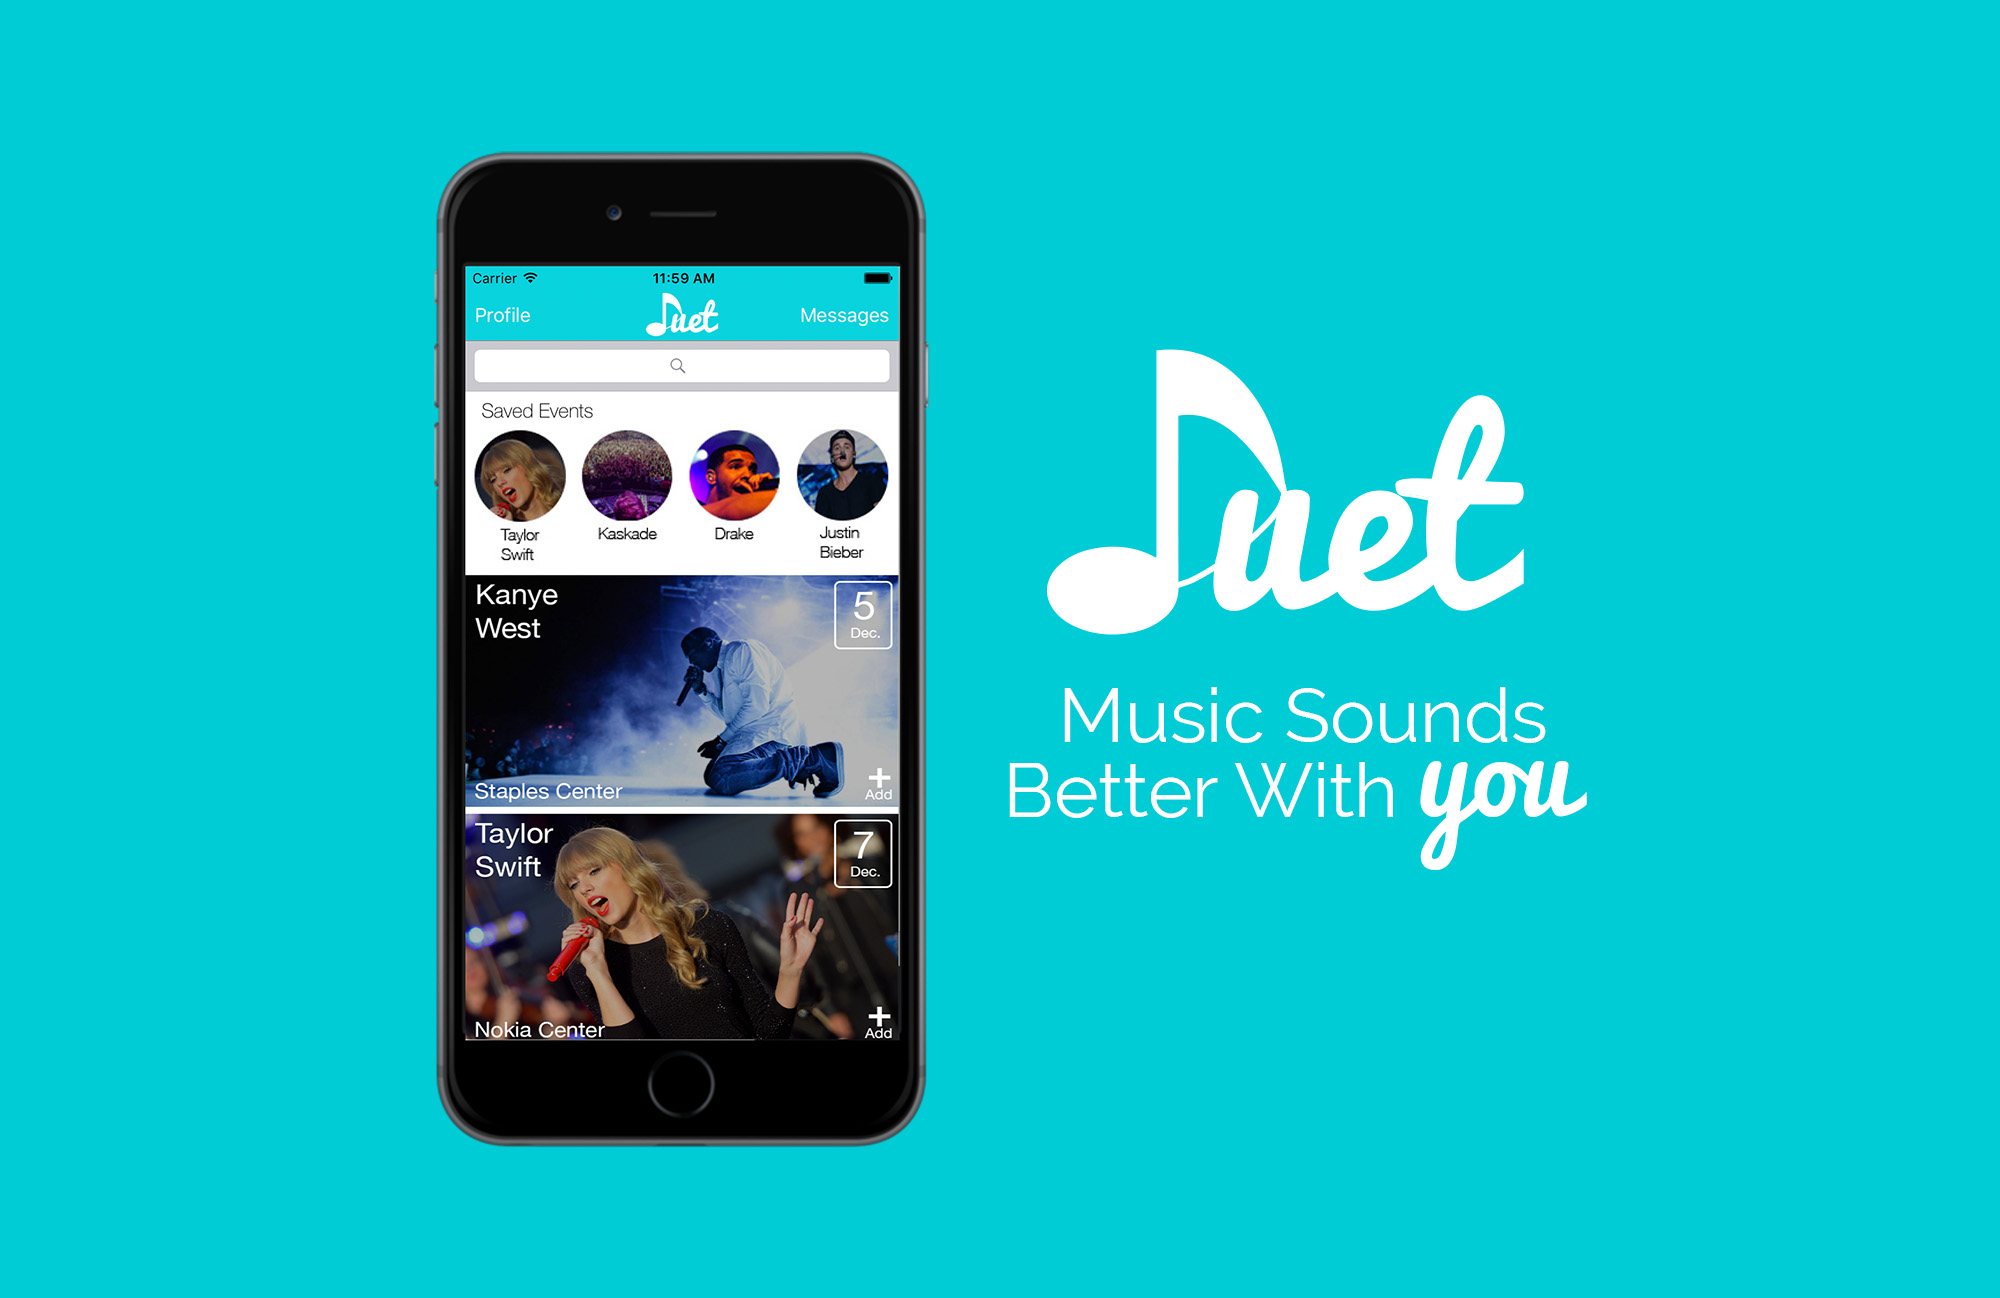 Carrier 11:59 AM
Profile Duet Messages
Saved Events
Taylor
Swift
Kaskade
Drake
Justin
Bieber
Kanye
West
5
Dec.
Staples Center
+
Add
Taylor
Swift
7
Dec.
Nokia Center
+
Add
Duet
Music Sounds
Better With you